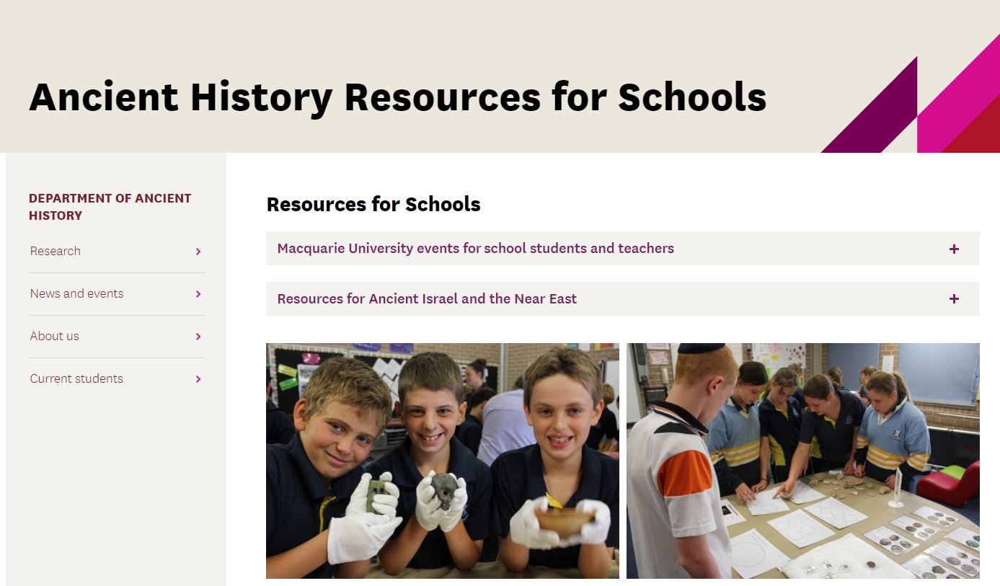 Ancient History Resources for Schools
DEPARTMENT OF ANCIENT
HISTORY
Research
News and events
About us
Current students
Resources for Schools
Macquarie University events for school students and teachers
Resources for Ancient Israel and the Near East